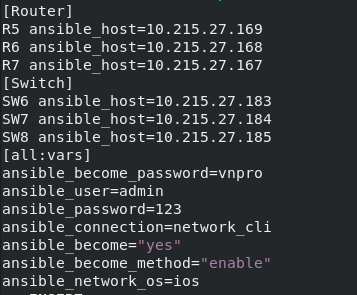 [Router]
R5 ansible_host=10.215.27.169
R6 ansible_host=10.215.27.168
R7 ansible_host=10.215.27.167
[Switch]
SW6 ansible_host=10.215.27.183
SW7 ansible_host=10.215.27.184
SW8 ansible_host=10.215.27.185
[all:vars]
ansible_become_password=vnpro
ansible_user=admin
ansible_password=123
ansible_connection=network_cli
ansible_become="yes"
ansible_become_method="enable"
ansible_network_os=ios